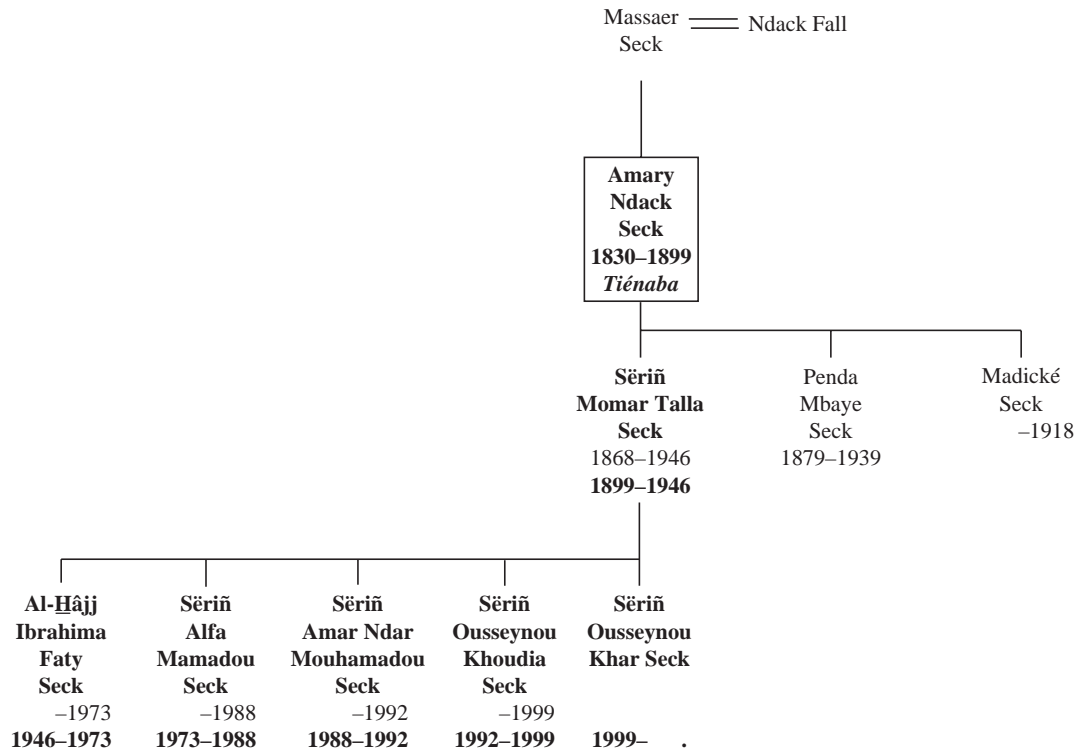 Massaer
Seck
Ndack Fall
Amary
Ndack
Seck
1830–1899
Tiénaba
Sëriñ
Momar Talla
Seck
1868–1946
1899–1946
Penda
Mbaye
Seck
1879–1939
Madické
Seck
–1918
Al-H̲âjj
Ibrahima
Faty
Seck
–1973
1946–1973
Sëriñ
Alfa
Mamadou
Seck
–1988
1973–1988
Sëriñ
Amar Ndar
Mouhamadou
Seck
–1992
1988–1992
Sëriñ
Ousseynou
Khoudia
Seck
–1999
1992–1999
Sëriñ
Ousseynou
Khar Seck
1999– .